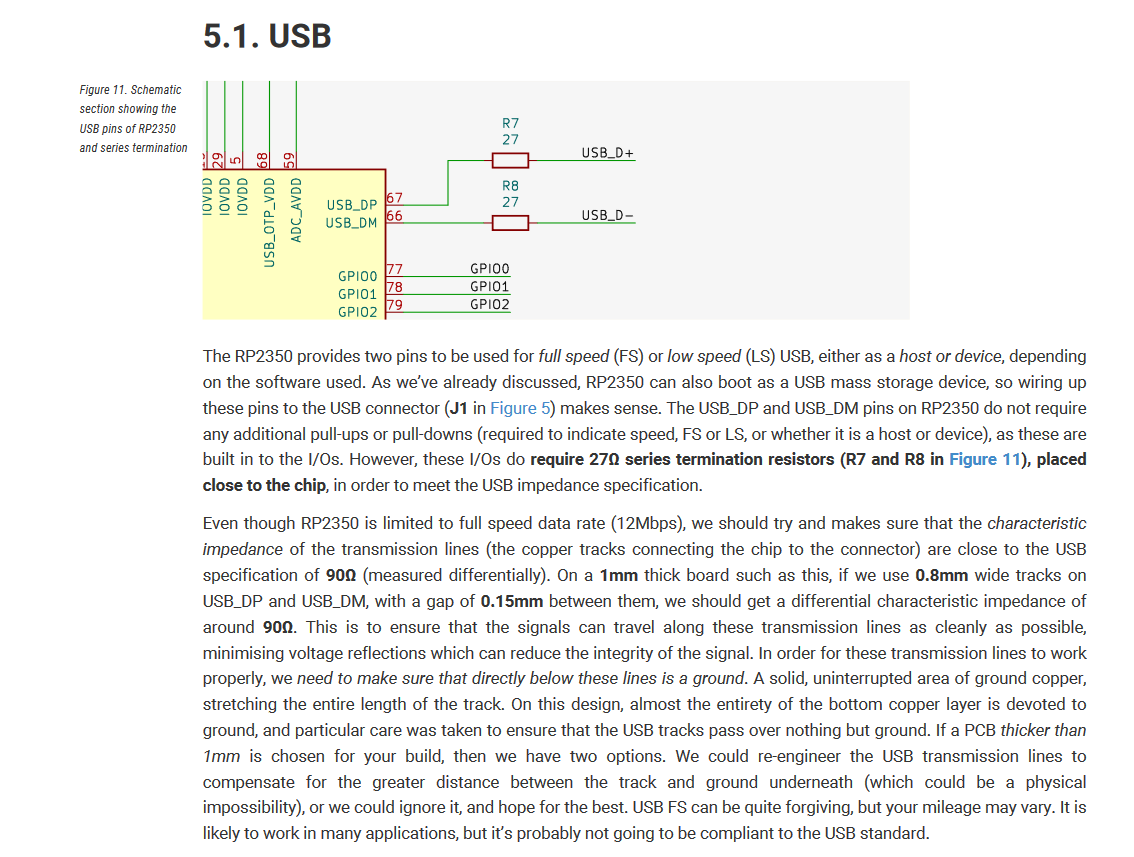 5.1. USB
Figure 11. Schematic
section showing the
USB pins of RP2350
and series termination
29
5
68
59
IOVDD
IOVDD
IOVDD
USB_OTP_VDD
ADC_AVDD
R7
27
USB_D+
R8
27
USB_D-
USB_DP 67
USB_DM 66
GPIO0 77 GPIO0
GPIO1 78 GPIO1
GPIO2 79 GPIO2
The RP2350 provides two pins to be used for full speed (FS) or low speed (LS) USB, either as a host or device, depending
on the software used. As we've already discussed, RP2350 can also boot as a USB mass storage device, so wiring up
these pins to the USB connector (J1 in Figure 5) makes sense. The USB_DP and USB_DM pins on RP2350 do not require
any additional pull-ups or pull-downs (required to indicate speed, FS or LS, or whether it is a host or device), as these are
built in to the I/Os. However, these I/Os do require 27Ω series termination resistors (R7 and R8 in Figure 11), placed
close to the chip, in order to meet the USB impedance specification.
Even though RP2350 is limited to full speed data rate (12Mbps), we should try and makes sure that the characteristic
impedance of the transmission lines (the copper tracks connecting the chip to the connector) are close to the USB
specification of 90Ω (measured differentially). On a 1mm thick board such as this, if we use 0.8mm wide tracks on
USB_DP and USB_DM, with a gap of 0.15mm between them, we should get a differential characteristic impedance of
around 90Ω. This is to ensure that the signals can travel along these transmission lines as cleanly as possible,
minimising voltage reflections which can reduce the integrity of the signal. In order for these transmission lines to work
properly, we need to make sure that directly below these lines is a ground. A solid, uninterrupted area of ground copper,
stretching the entire length of the track. On this design, almost the entirety of the bottom copper layer is devoted to
ground, and particular care was taken to ensure that the USB tracks pass over nothing but ground. If a PCB thicker than
1mm is chosen for your build, then we have two options. We could re-engineer the USB transmission lines to
compensate for the greater distance between the track and ground underneath (which could be a physical
impossibility), or we could ignore it, and hope for the best. USB FS can be quite forgiving, but your mileage may vary. It is
likely to work in many applications, but it's probably not going to be compliant to the USB standard.